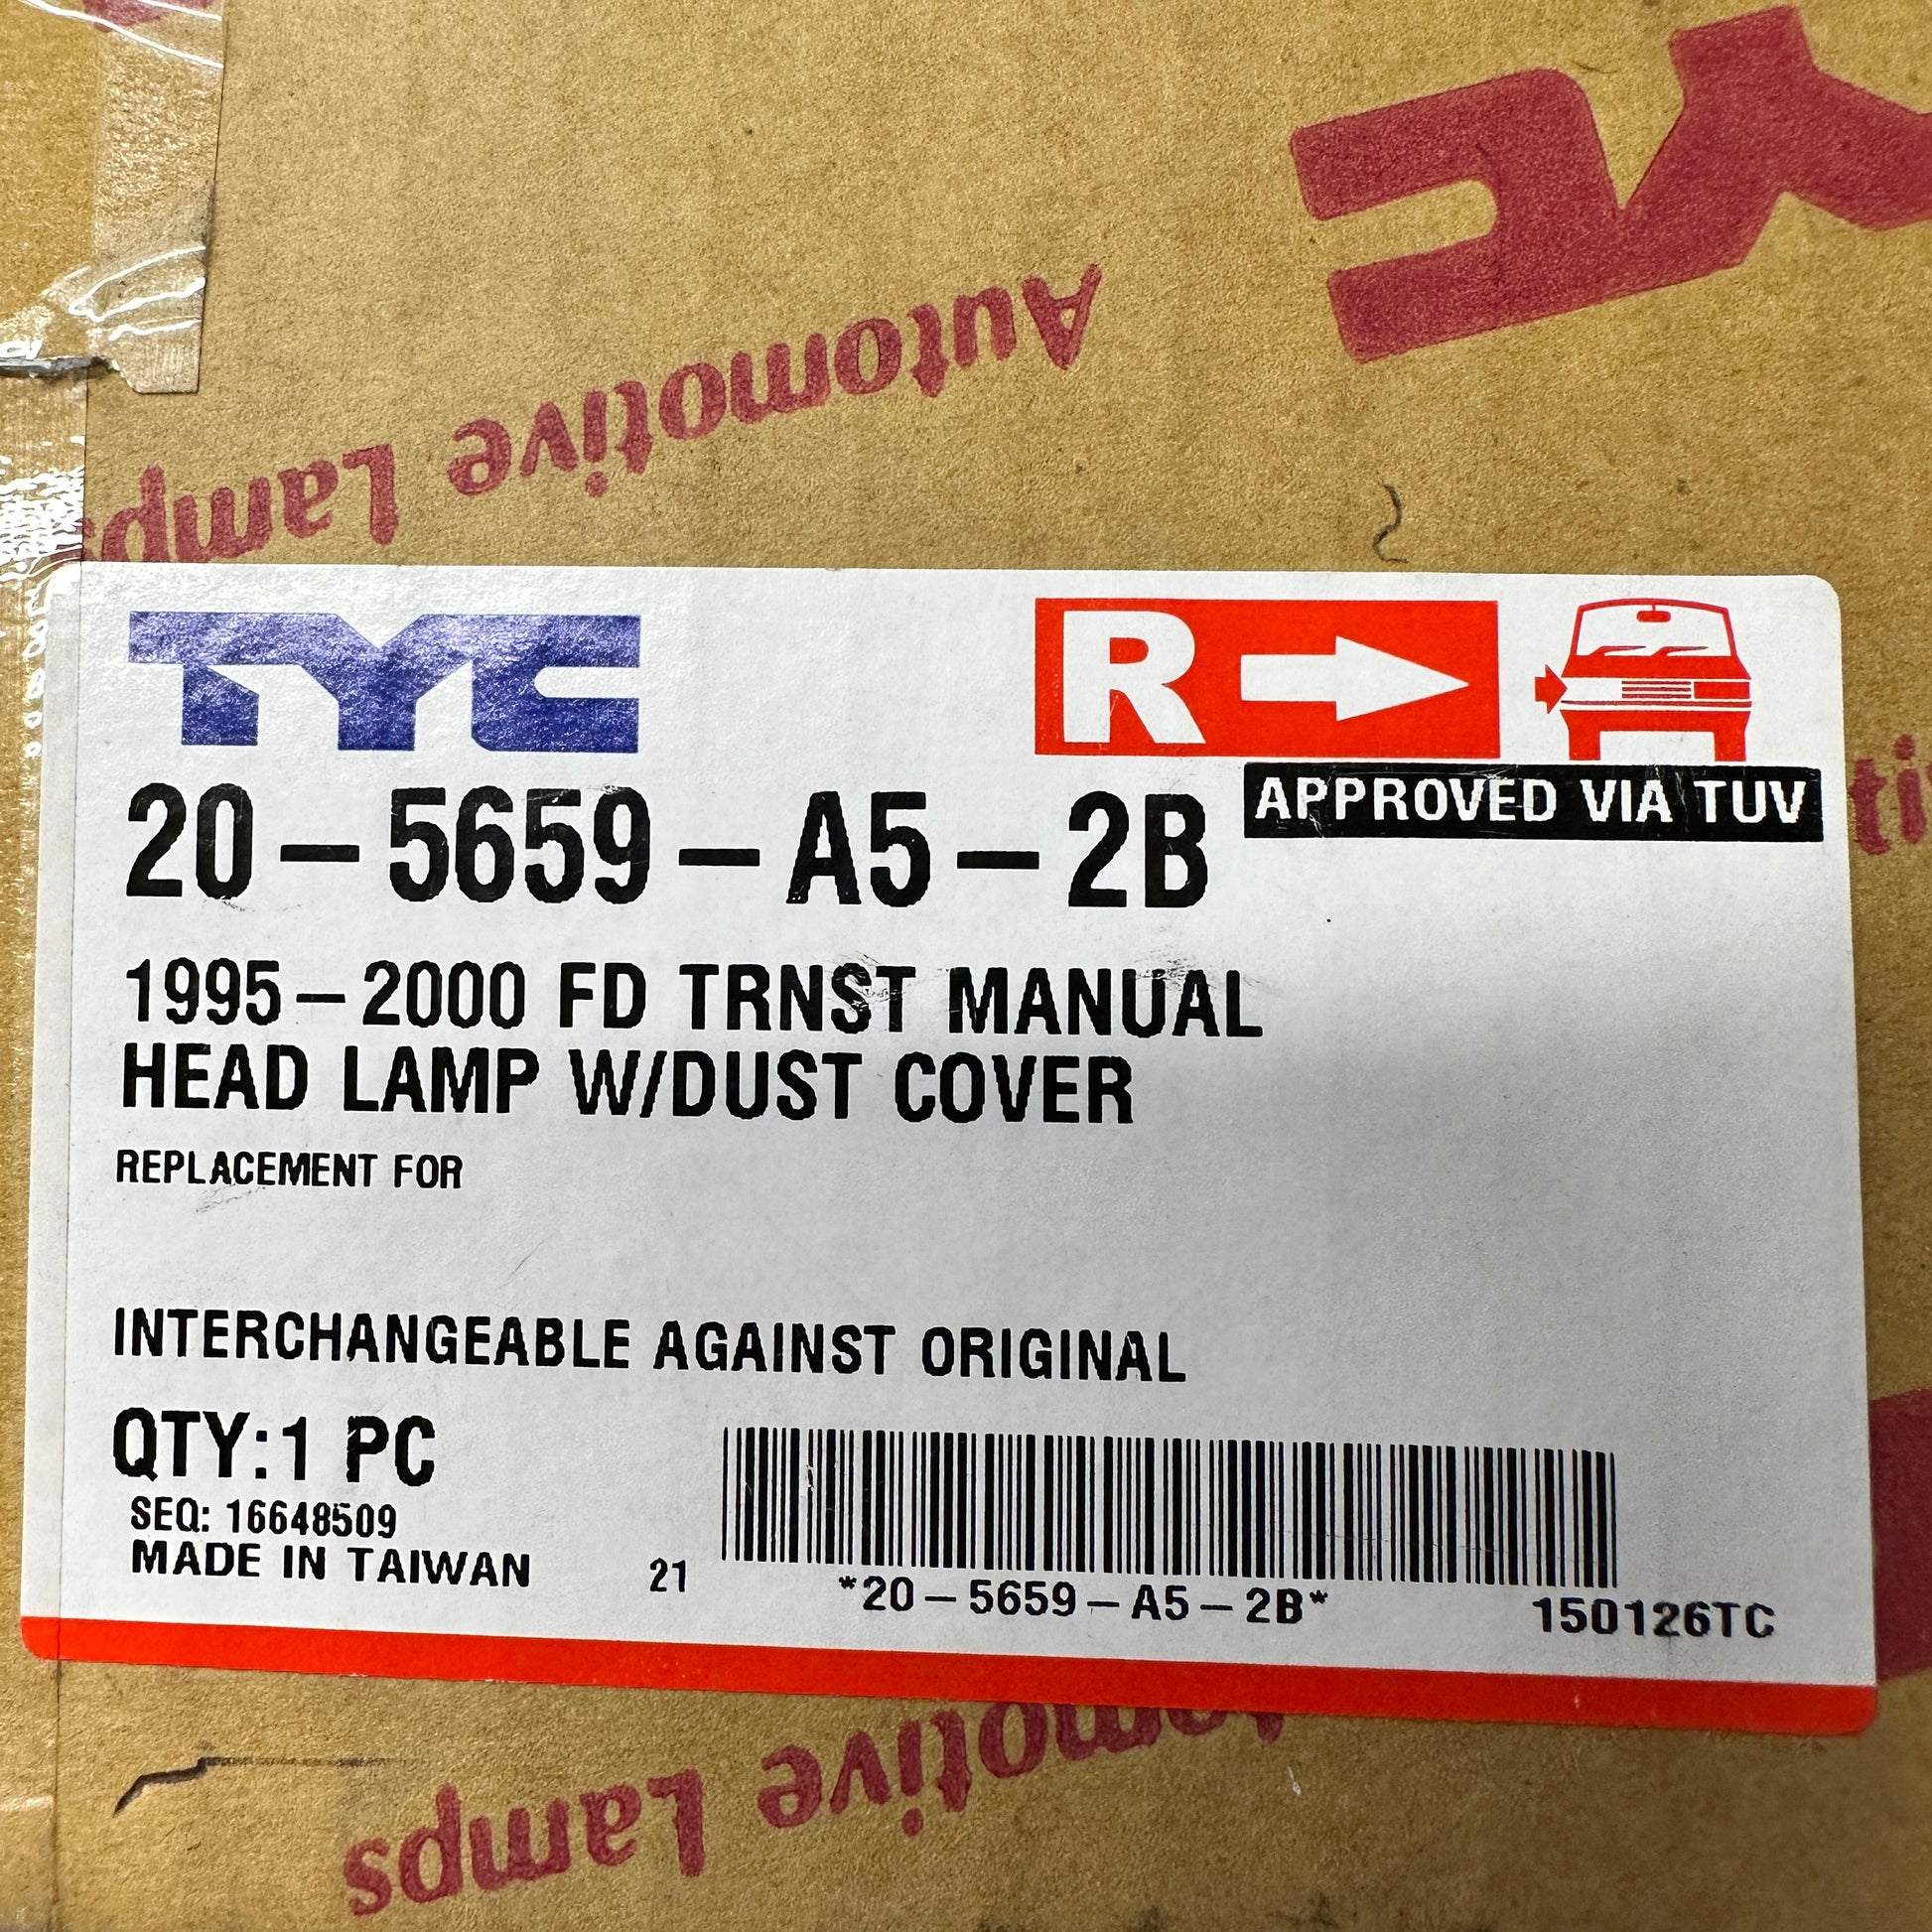 Automotive Lamps
TYC
R
APPROVED VIA TUV
20-5659-A5-2B
1995-2000 FD TRNST MANUAL
HEAD LAMP W/DUST COVER
REPLACEMENT FOR
INTERCHANGEABLE AGAINST ORIGINAL
QTY:1 PC
SEQ: 16648509
MADE IN TAIWAN
21
*20-5659-A5-2B*
150126TC
tomotive Lamps